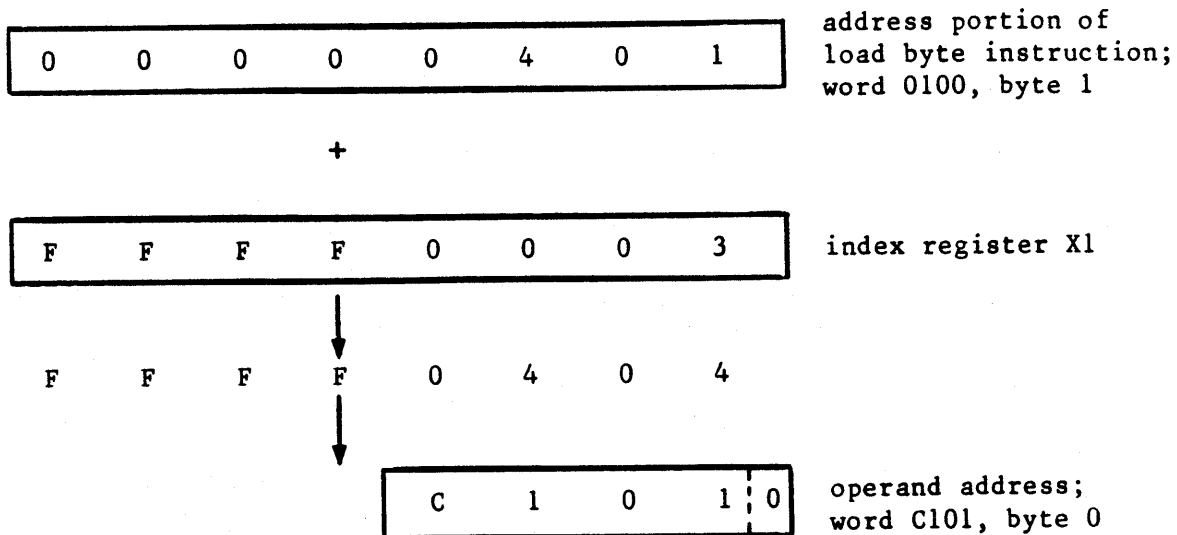 address portion of
0 0 0 0 0 4 0 1 load byte instruction;
word 0100, byte 1
+
F F F F 0 0 0 3 index register X1
F F F F 0 4 0 4
C 1 0 1 0 operand address;
word C101, byte 0